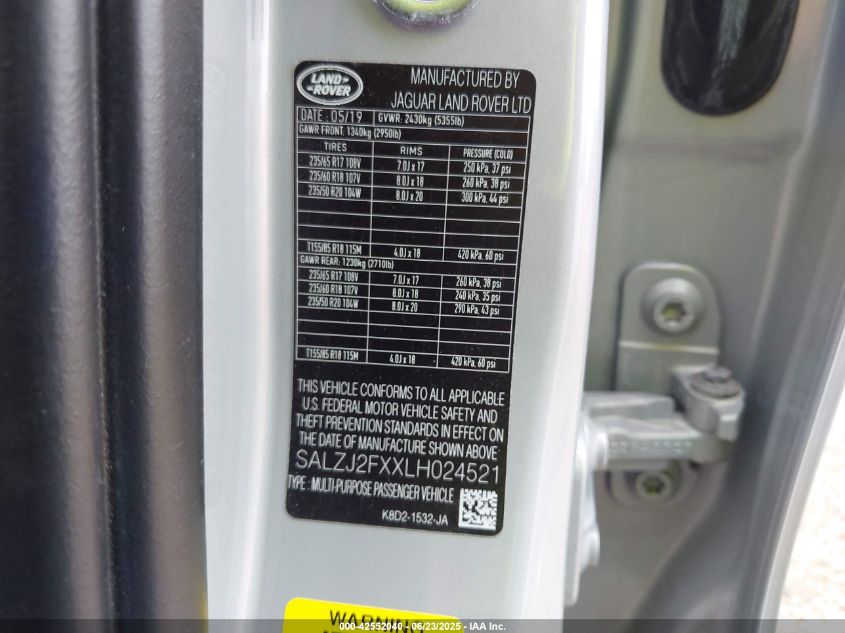 LAND ROVER
MANUFACTURED BY
JAGUAR LAND ROVER LTD
DATE . 05/19 GVWR: 2430kg (5355lb)
GAWR FRONT: 1340kg (2950lb)
TIRES RIMS PRESSURE (COLD)
235/65 R17 108V 7.0J x 17 250 kPa, 37 psi
235/60 R18 107V 8.0J x 18 260 kPa, 38 psi
235/50 R20 104W 8.0J x 20 300 kPa, 44 psi
T155/85 R18 115M 4.0J x 18 420 kPa, 60 psi
GAWR REAR: 1230kg (2710lb)
235/65 R17 108V 7.0J x 17 260 kPa, 38 psi
235/60 R18 107V 8.0J x 18 240 kPa, 35 psi
235/50 R20 104W 8.0J x 20 290 kPa, 43 psi
T155/85 R18 115M 4.0J x 18 420 kPa, 60 psi
THIS VEHICLE CONFORMS TO ALL APPLICABLE
U.S. FEDERAL MOTOR VEHICLE SAFETY AND
THEFT PREVENTION STANDARDS IN EFFECT ON
THE DATE OF MANUFACTURE SHOWN ABOVE.
SALZJ2FXXLH024521
TYPE : MULTI-PURPOSE PASSENGER VEHICLE
K8D2-1532-JA
WARNING
000-42552040 - 06/23/2025 - IAA Inc.